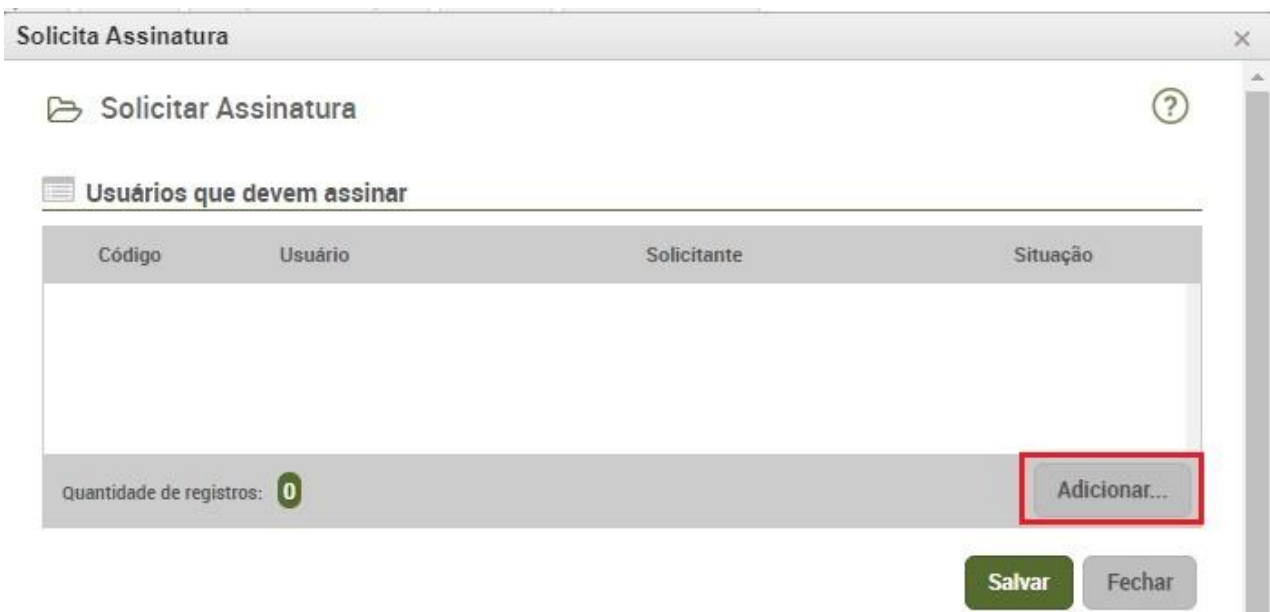 Solicita Assinatura
Solicitar Assinatura
?
Usuários que devem assinar
Código Usuário Solicitante Situação
Quantidade de registros: 0 Adicionar...
Salvar Fechar